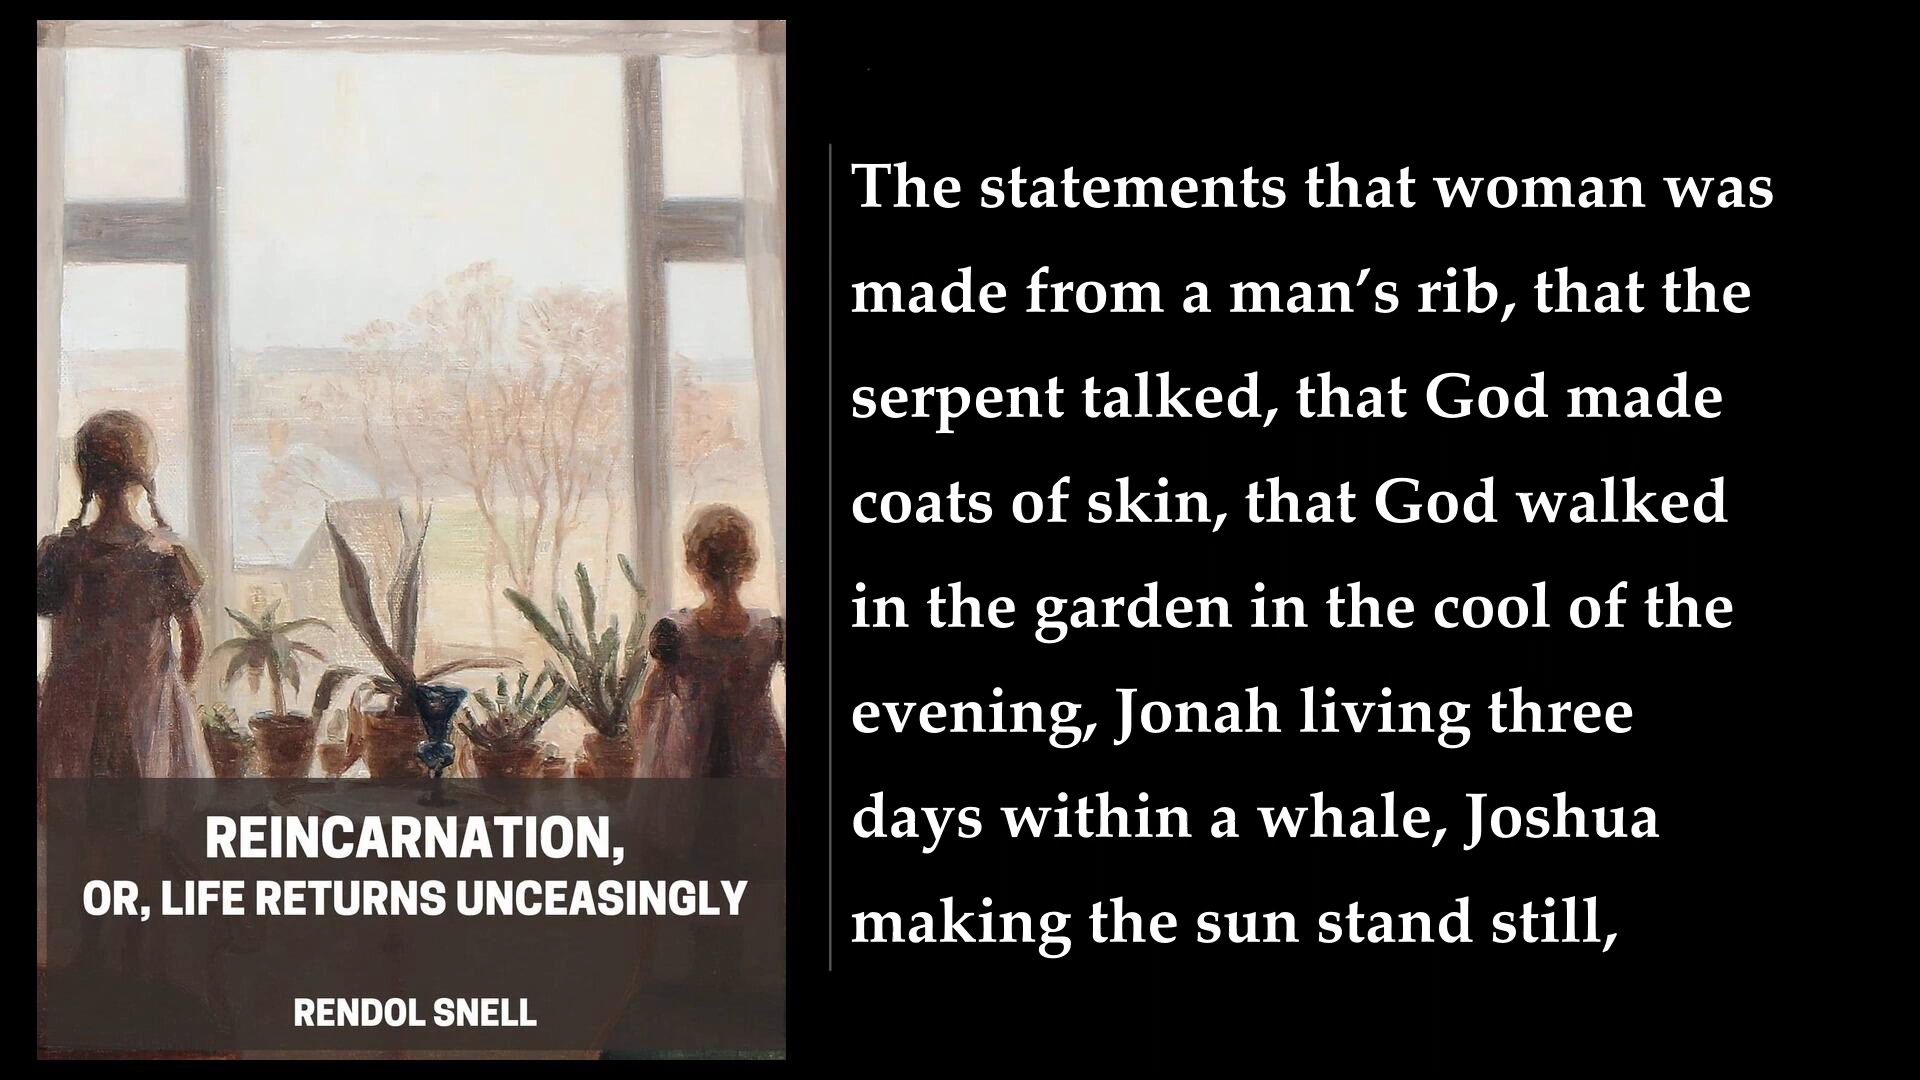 REINCARNATION,
OR, LIFE RETURNS UNCEASINGLY
RENDOL SNELL
The statements that woman was
made from a man’s rib, that the
serpent talked, that God made
coats of skin, that God walked
in the garden in the cool of the
evening, Jonah living three
days within a whale, Joshua
making the sun stand still,